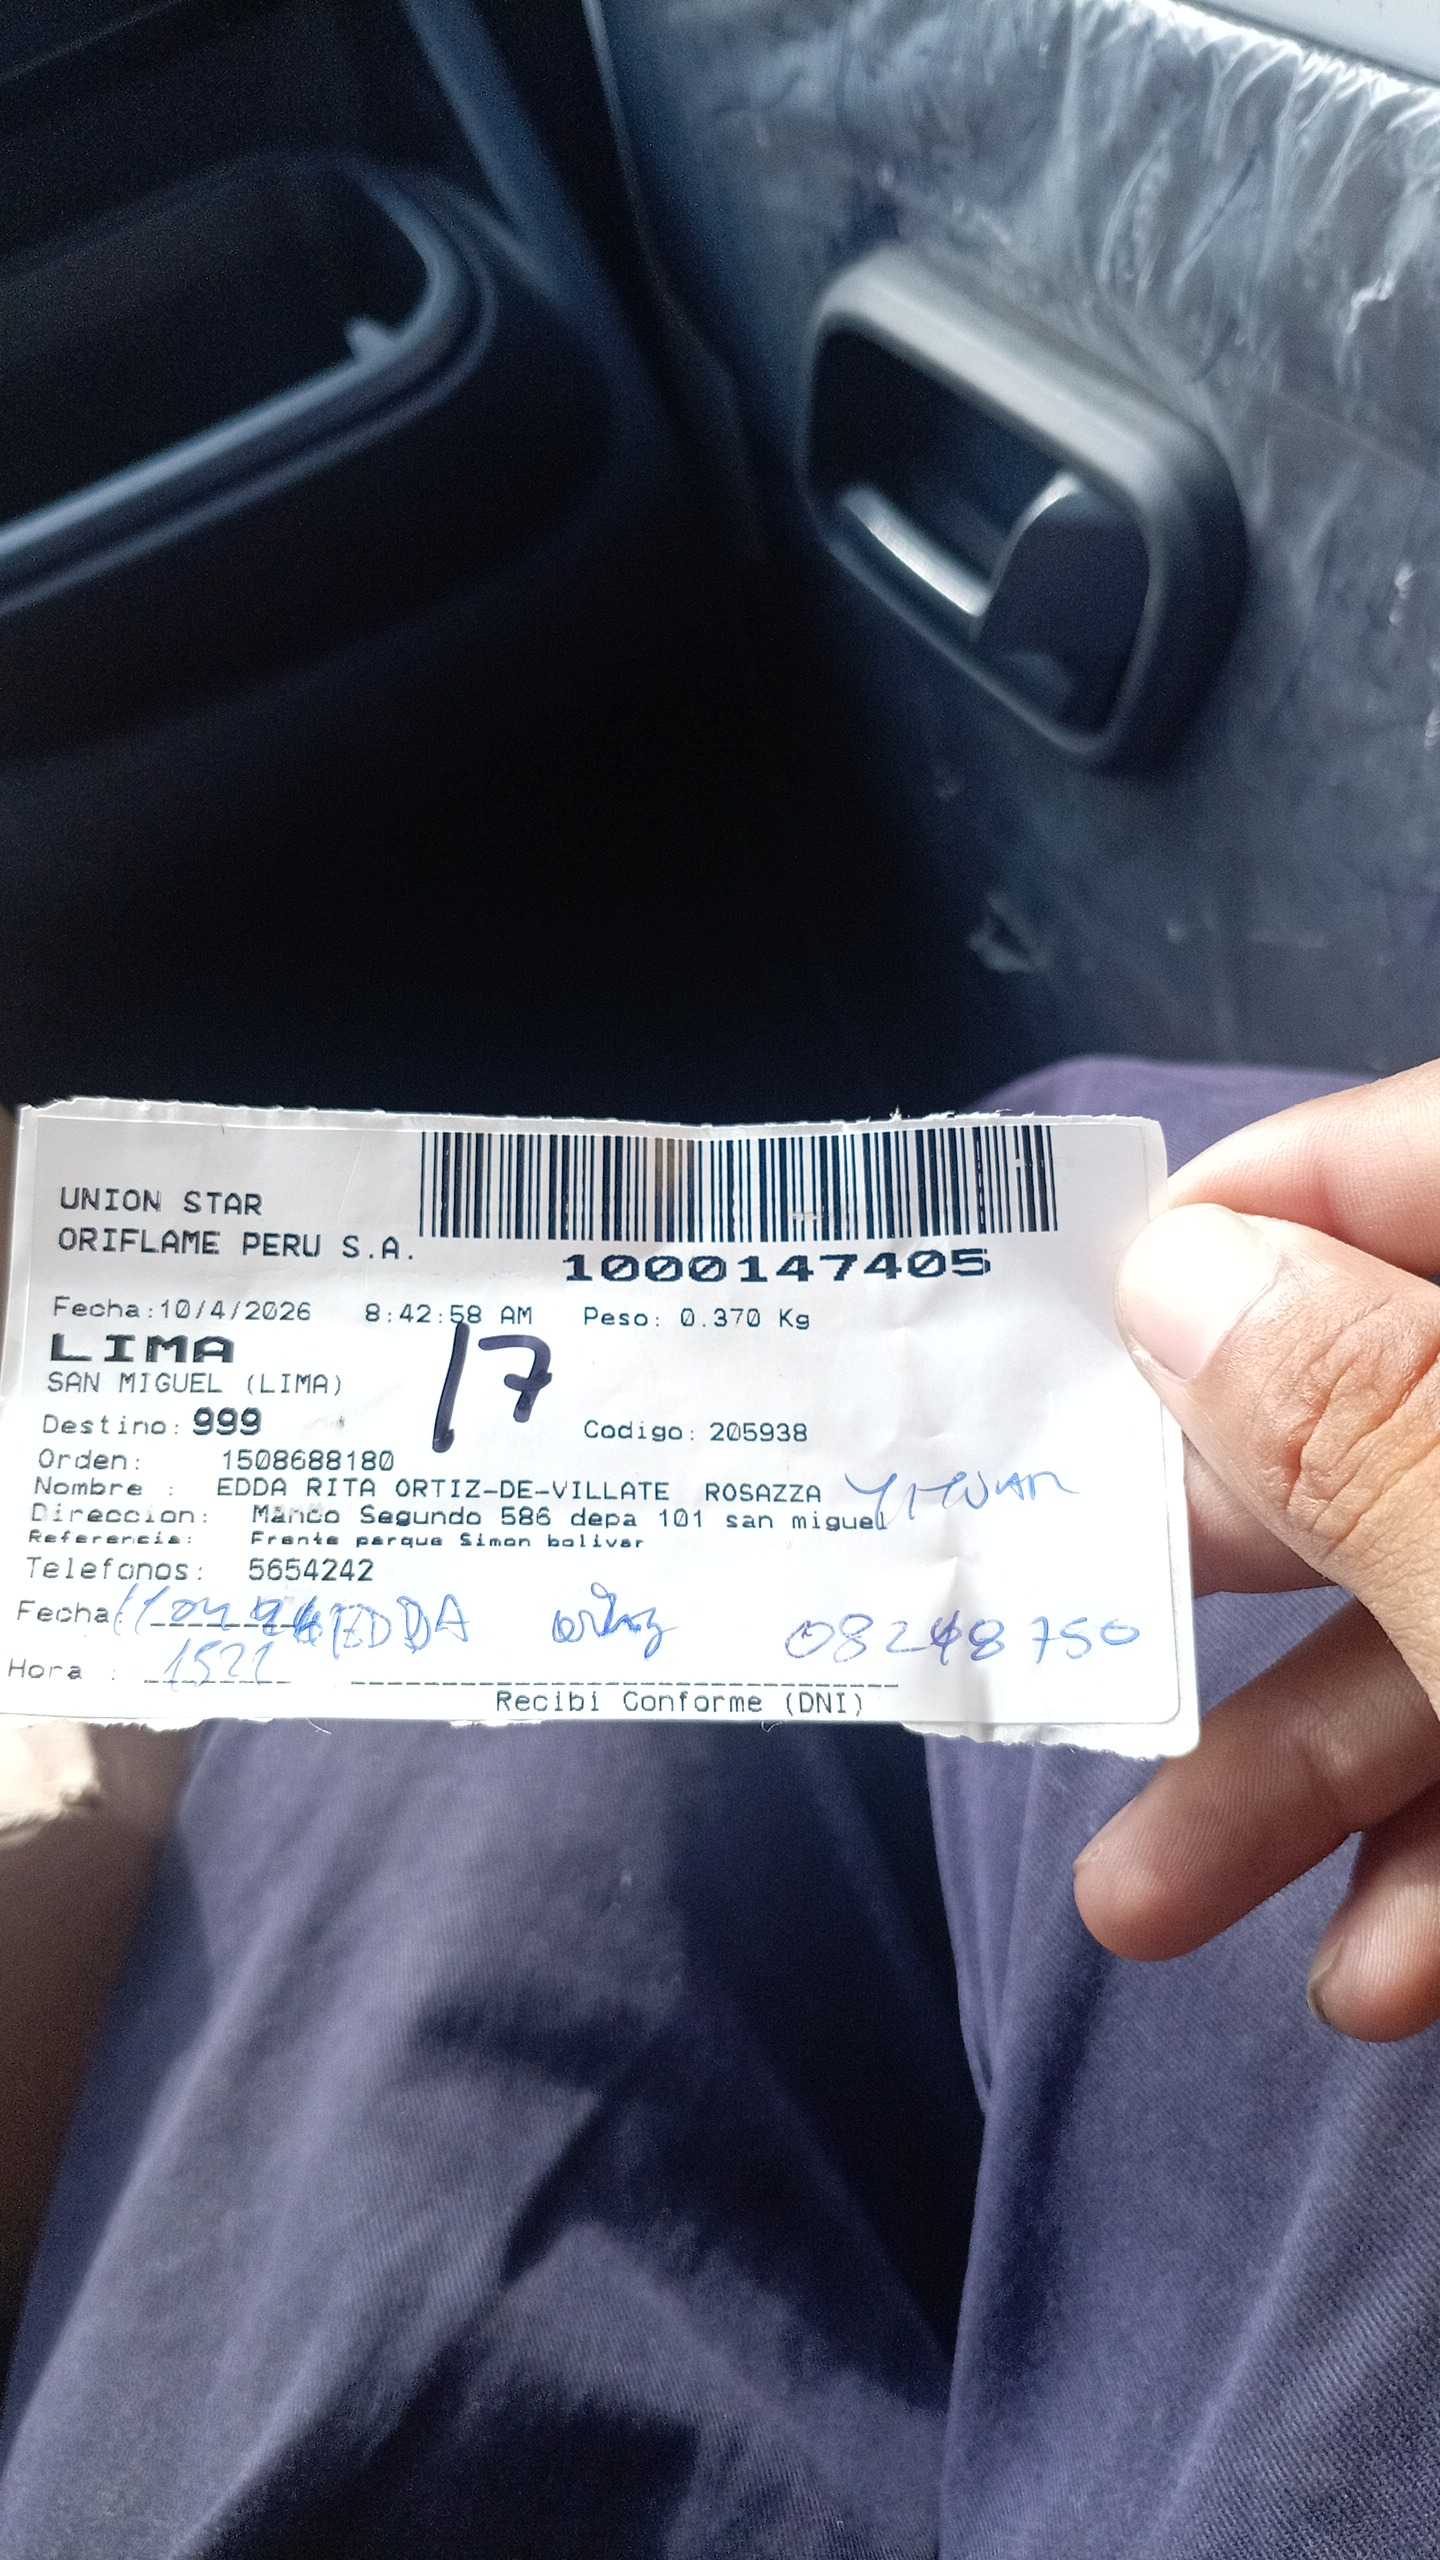 UNION STAR
ORIFLAME PERU S.A.
1000147405
Fecha:10/4/2026 8:42:58 AM Peso: 0.370 Kg
LIMA
17
SAN MIGUEL (LIMA)
Destino: 999 Codigo: 205938
Orden: 1508688180
Nombre : EDDA RITA ORTIZ-DE-VILLATE ROSAZZA
Direccion: Manco Segundo 586 depa 101 san miguel
Referencia: Frente parque Simon bolivar
Telefonos: 5654242
Fecha: 11 04 EDDA 08248750
Hora : 1521
Recibi Conforme (DNI)